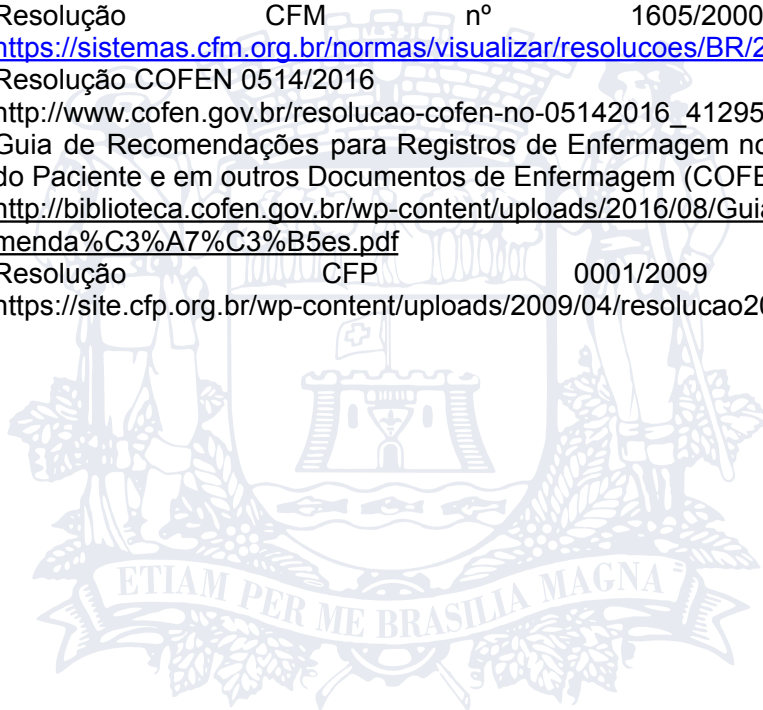 Resolução CFM nº 1605/2000
https://sistemas.cfm.org.br/normas/visualizar/resolucoes/BR/2
Resolução COFEN 0514/2016
http://www.cofen.gov.br/resolucao-cofen-no-05142016_41295
Guia de Recomendações para Registros de Enfermagem no
do Paciente e em outros Documentos de Enfermagem (COFE
http://biblioteca.cofen.gov.br/wp-content/uploads/2016/08/Guia
menda%C3%A7%C3%B5es.pdf
Resolução CFP 0001/2009
https://site.cfp.org.br/wp-content/uploads/2009/04/resolucao20
ETIAM PER ME BRASILIA MAGNA